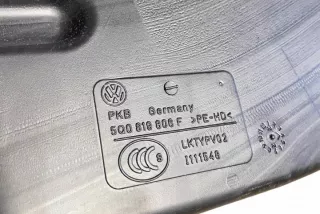 PKB Germany
5Q0 819 806 F >PE-HD<
LKTYPV02
S
I111546